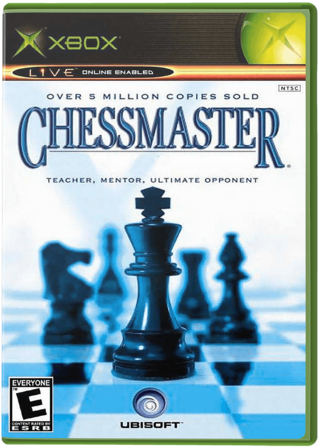 XBOX
LIVE ONLINE ENABLED
NTSC
OVER 5 MILLION COPIES SOLD
CHESSMASTER®
TEACHER, MENTOR, ULTIMATE OPPONENT
EVERYONE
E
CONTENT RATED BY
ESRB
UBISOFT